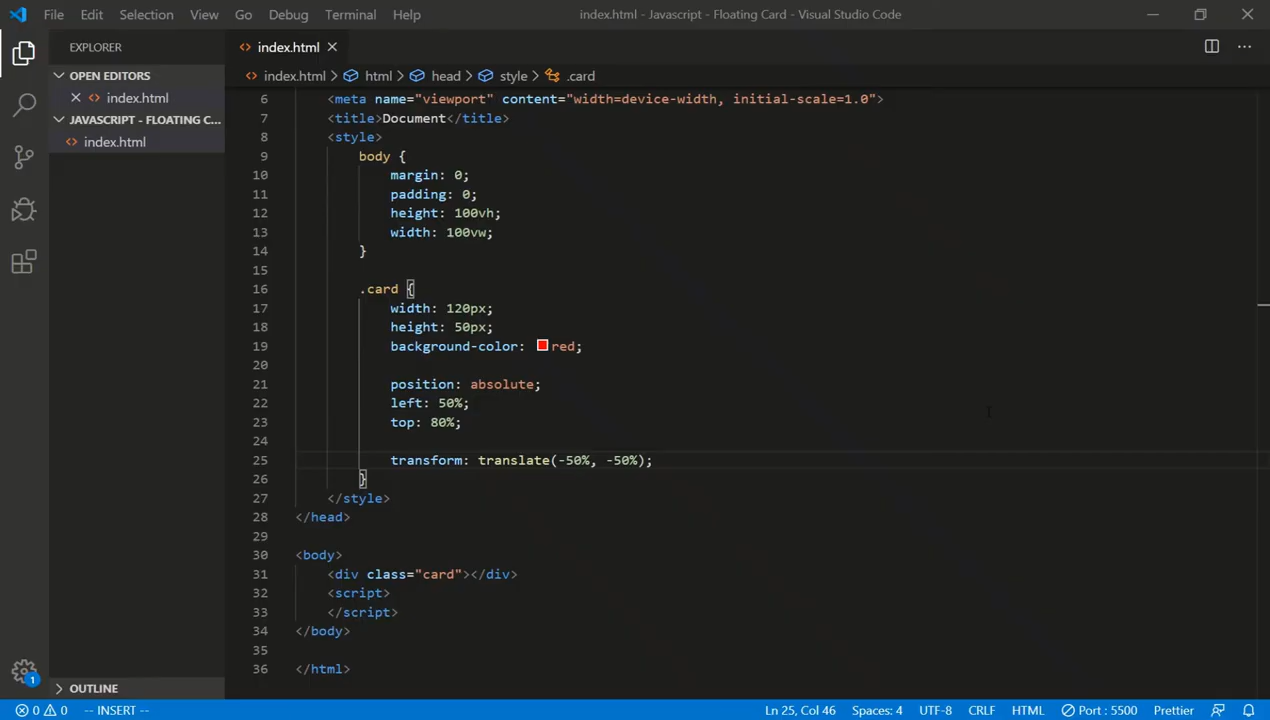 File Edit Selection View Go Debug Terminal Help
index.html - Javascript - Floating Card - Visual Studio Code
EXPLORER
OPEN EDITORS
index.html
JAVASCRIPT - FLOATING C...
index.html
OUTLINE
index.html
index.html > html > head > style > .card
6 <meta name="viewport" content="width=device-width, initial-scale=1.0">
7 <title>Document</title>
8 <style>
9 body {
10 margin: 0;
11 padding: 0;
12 height: 100vh;
13 width: 100vw;
14 }
15
16 .card {
17 width: 120px;
18 height: 50px;
19 background-color: red;
20
21 position: absolute;
22 left: 50%;
23 top: 80%;
24
25 transform: translate(-50%, -50%);
26 }
27 </style>
28 </head>
29
30 <body>
31 <div class="card"></div>
32 <script>
33 </script>
34 </body>
35
36 </html>
1
0 0 -- INSERT -- Ln 25, Col 46 Spaces: 4 UTF-8 CRLF HTML Port : 5500 Prettier